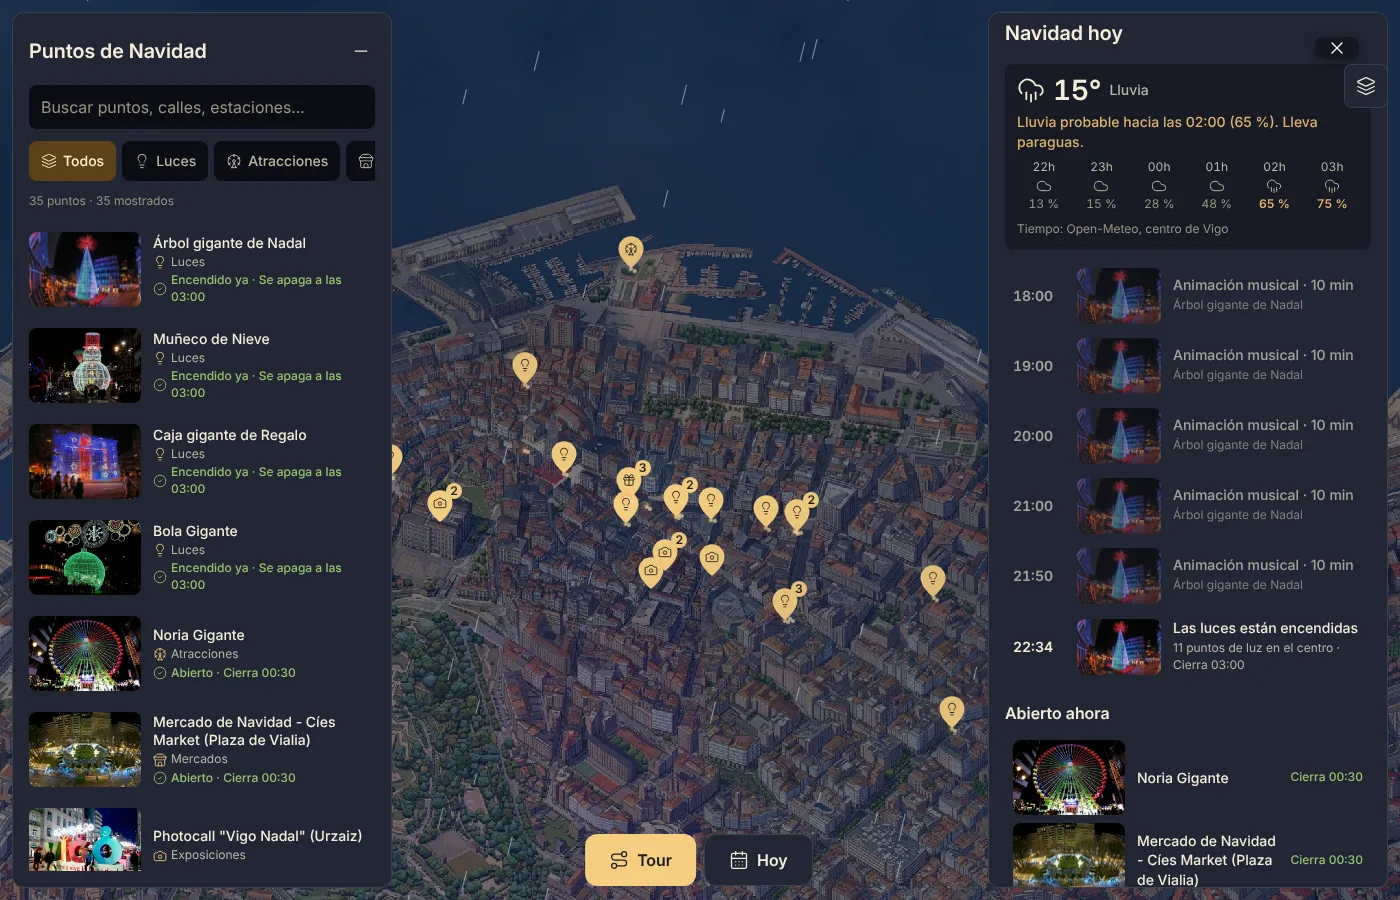 Puntos de Navidad
Buscar puntos, calles, estaciones...
Todos
Luces
Atracciones
35 puntos · 35 mostrados
Árbol gigante de Nadal
Luces
Encendido ya · Se apaga a las
03:00
Muñeco de Nieve
Luces
Encendido ya · Se apaga a las
03:00
Caja gigante de Regalo
Luces
Encendido ya · Se apaga a las
03:00
Bola Gigante
Luces
Encendido ya · Se apaga a las
03:00
Noria Gigante
Atracciones
Abierto · Cierra 00:30
Mercado de Navidad - Cíes
Market (Plaza de Vialia)
Mercados
Abierto · Cierra 00:30
Photocall "Vigo Nadal" (Urzaiz)
Exposiciones
3
2
2
2
2
3
Tour
Hoy
Navidad hoy
15° Lluvia
Lluvia probable hacia las 02:00 (65 %). Lleva
paraguas.
22h 23h 00h 01h 02h 03h
13 % 15 % 28 % 48 % 65 % 75 %
Tiempo: Open-Meteo, centro de Vigo
18:00
Animación musical · 10 min
Árbol gigante de Nadal
19:00
Animación musical · 10 min
Árbol gigante de Nadal
20:00
Animación musical · 10 min
Árbol gigante de Nadal
21:00
Animación musical · 10 min
Árbol gigante de Nadal
21:50
Animación musical · 10 min
Árbol gigante de Nadal
22:34
Las luces están encendidas
11 puntos de luz en el centro ·
Cierra 03:00
Abierto ahora
Noria Gigante
Cierra 00:30
Mercado de Navidad
- Cíes Market (Plaza
de Vialia)
Cierra 00:30